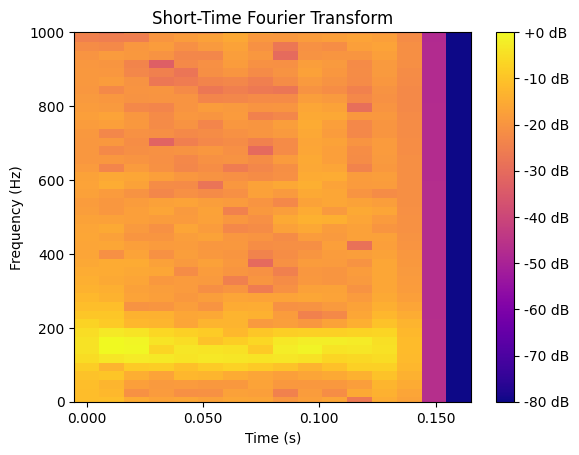 Short-Time Fourier Transform
1000
800
600
400
200
0
Frequency (Hz)
0.000
0.050
0.100
0.150
Time (s)
+0 dB
-10 dB
-20 dB
-30 dB
-40 dB
-50 dB
-60 dB
-70 dB
-80 dB